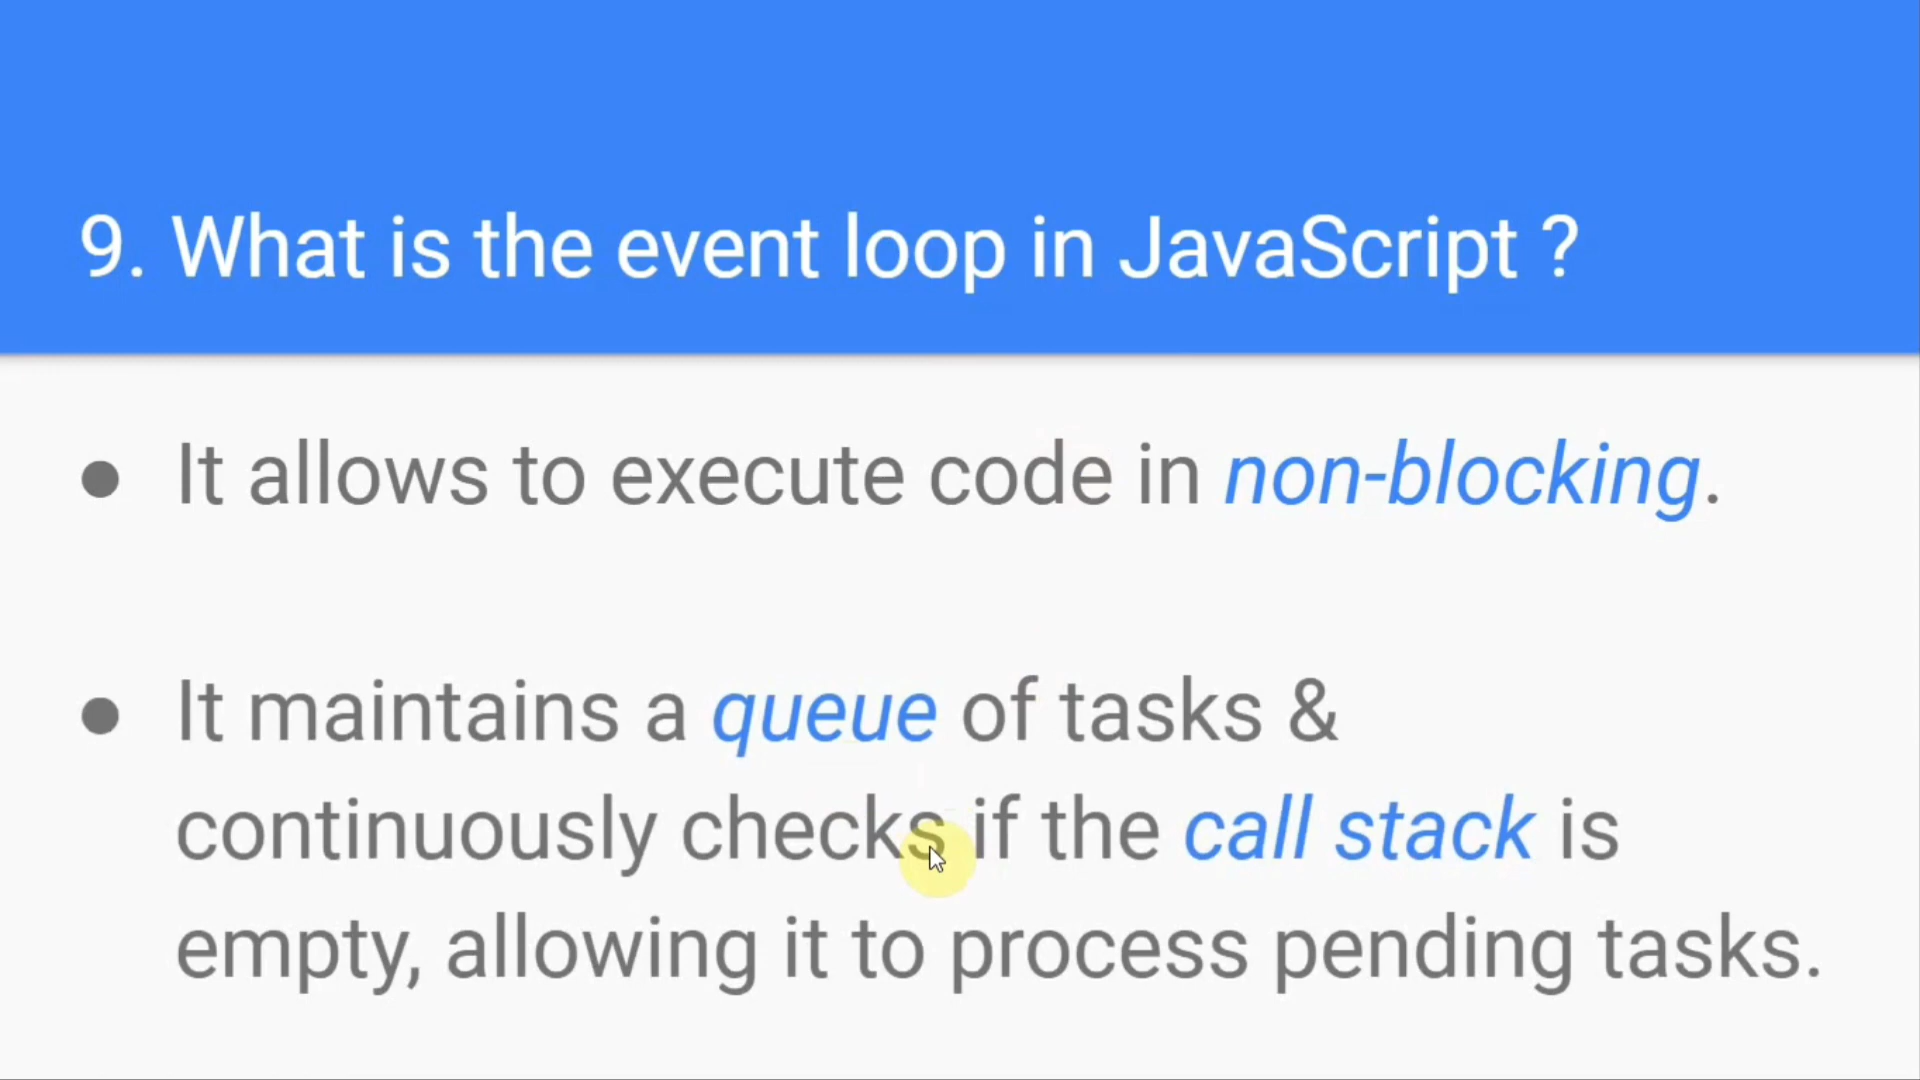 9. What is the event loop in JavaScript ?
● It allows to execute code in non-blocking.
● It maintains a queue of tasks &
continuously checks if the call stack is
empty, allowing it to process pending tasks.